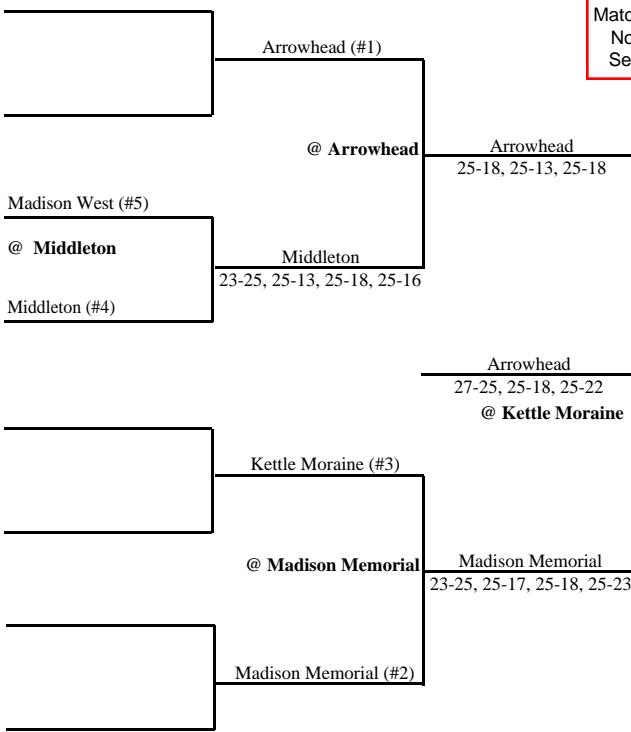 Arrowhead (#1)
@ Arrowhead
Arrowhead
25-18, 25-13, 25-18
Madison West (#5)
@ Middleton
Middleton
23-25, 25-13, 25-18, 25-16
Middleton (#4)
Arrowhead
27-25, 25-18, 25-22
@ Kettle Moraine
Kettle Moraine (#3)
@ Madison Memorial
Madison Memorial
23-25, 25-17, 25-18, 25-23
Madison Memorial (#2)